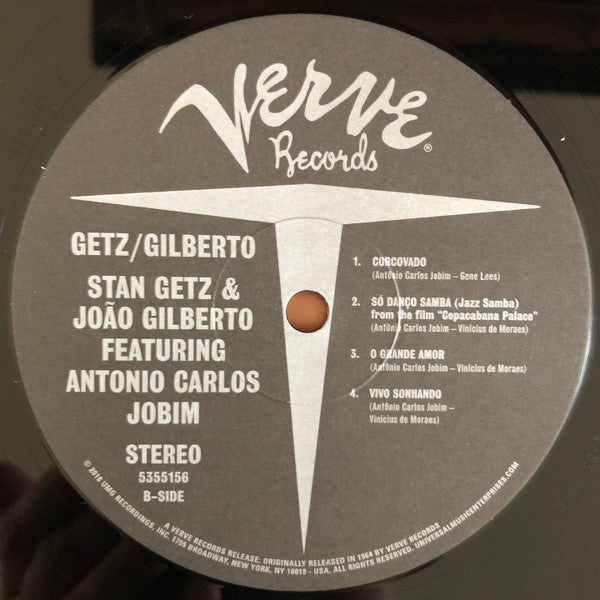 Verve®
Records
GETZ/GILBERTO
STAN GETZ &
JOÃO GILBERTO
FEATURING
ANTONIO CARLOS
JOBIM
STEREO
5355156
B–SIDE
1. CORCOVADO
(Antônio Carlos Jobim – Gene Lees)
2. SÓ DANÇO SAMBA (Jazz Samba)
from the film "Copacabana Palace"
(Antônio Carlos Jobim – Vinícius de Moraes)
3. O GRANDE AMOR
(Antônio Carlos Jobim – Vinícius de Moraes)
4. VIVO SONHANDO
(Antônio Carlos Jobim –
Vinícius de Moraes)
A VERVE RECORDS RELEASE; ORIGINALLY RELEASED IN 1964 BY VERVE RECORDS
© 2018 UMG RECORDINGS, INC. 1755 BROADWAY, NEW YORK, NY 10019 - USA. ALL RIGHTS RESERVED. UNIVERSALMUSICENTERPRISES.COM